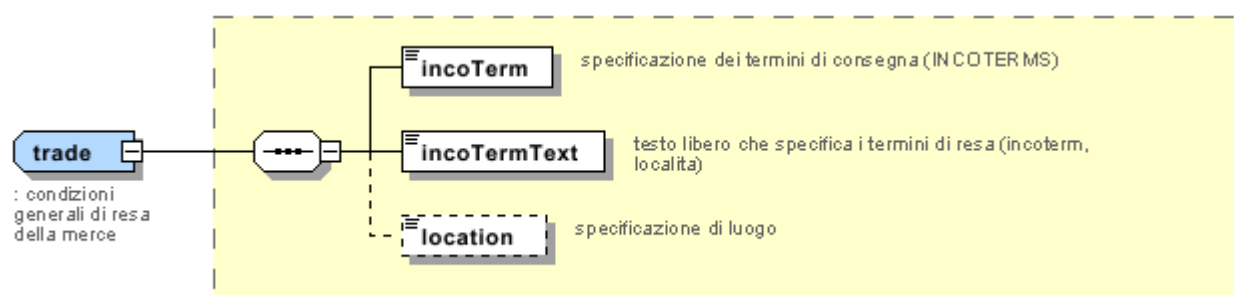 incoTerm
specificazione dei termini di consegna (INCOTERMS)
trade
incoTermText
testo libero che specifica i termini di resa (incoterm,
localita)
: condizioni
generali di resa
della merce
location
specificazione di luogo